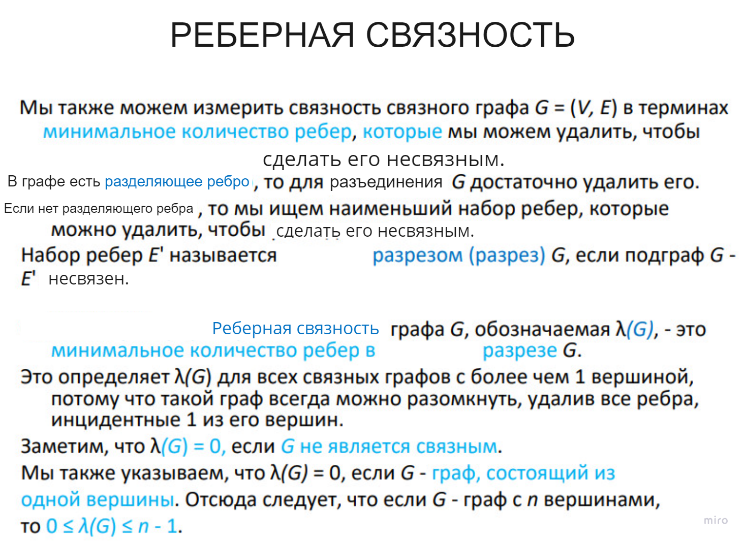 РЕБЕРНАЯ СВЯЗНОСТЬ
Мы также можем измерить связность связного графа G = (V, E) в терминах
минимальное количество ребер, которые мы можем удалить, чтобы
сделать его несвязным.
В графе есть разделяющее ребро , то для разъединения G достаточно удалить его.
Если нет разделяющего ребра , то мы ищем наименьший набор ребер, которые
можно удалить, чтобы сделать его несвязным.
Набор ребер E' называется разрезом (разрез) G, если подграф G -
E' несвязен.
Реберная связность графа G, обозначаемая λ(G), - это
минимальное количество ребер в разрезе G.
Это определяет λ(G) для всех связных графов с более чем 1 вершиной,
потому что такой граф всегда можно разомкнуть, удалив все ребра,
инцидентные 1 из его вершин.
Заметим, что λ(G) = 0, если G не является связным.
Мы также указываем, что λ(G) = 0, если G - граф, состоящий из
одной вершины. Отсюда следует, что если G - граф с n вершинами,
то 0 ≤ λ(G) ≤ n - 1.
miro